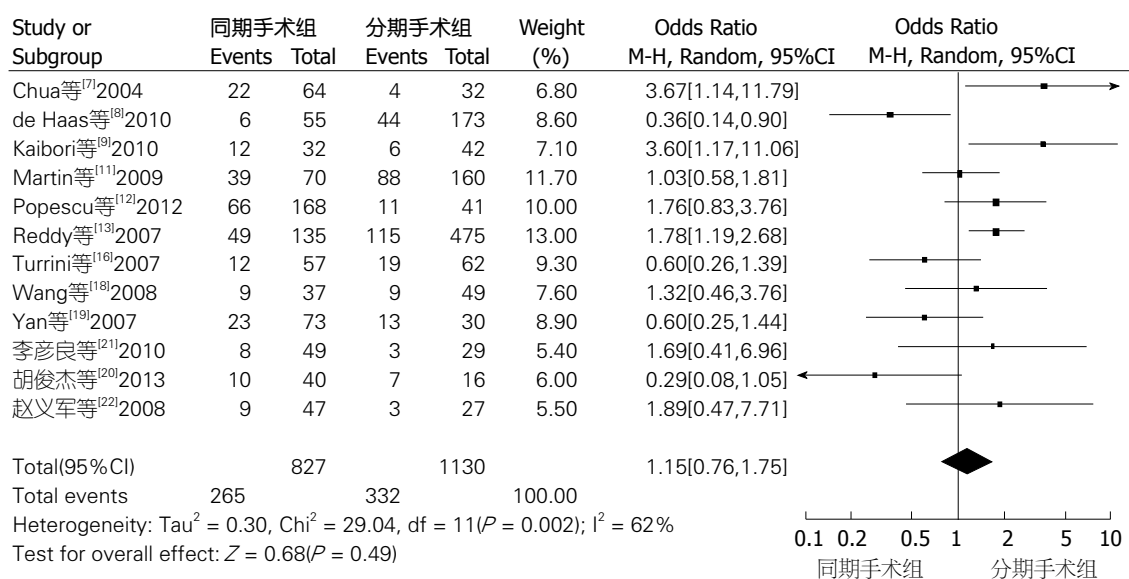 Study or 同期手术组 分期手术组 Weight Odds Ratio Odds Ratio
Subgroup Events Total Events Total (%) M-H, Random, 95%CI M-H, Random, 95%CI
Chua等[7]2004 22 64 4 32 6.80 3.67[1.14,11.79]
de Haas等[8]2010 6 55 44 173 8.60 0.36[0.14,0.90]
Kaibori等[9]2010 12 32 6 42 7.10 3.60[1.17,11.06]
Martin等[11]2009 39 70 88 160 11.70 1.03[0.58,1.81]
Popescu等[12]2012 66 168 11 41 10.00 1.76[0.83,3.76]
Reddy等[13]2007 49 135 115 475 13.00 1.78[1.19,2.68]
Turrini等[16]2007 12 57 19 62 9.30 0.60[0.26,1.39]
Wang等[18]2008 9 37 9 49 7.60 1.32[0.46,3.76]
Yan等[19]2007 23 73 13 30 8.90 0.60[0.25,1.44]
李彦良等[21]2010 8 49 3 29 5.40 1.69[0.41,6.96]
胡俊杰等[20]2013 10 40 7 16 6.00 0.29[0.08,1.05]
赵义军等[22]2008 9 47 3 27 5.50 1.89[0.47,7.71]
Total(95%CI) 827 1130 1.15[0.76,1.75]
Total events 265 332 100.00
Heterogeneity: Tau² = 0.30, Chi² = 29.04, df = 11(P = 0.002); I² = 62%
Test for overall effect: Z = 0.68(P = 0.49)
0.1 0.2 0.5 1 2 5 10
同期手术组 分期手术组